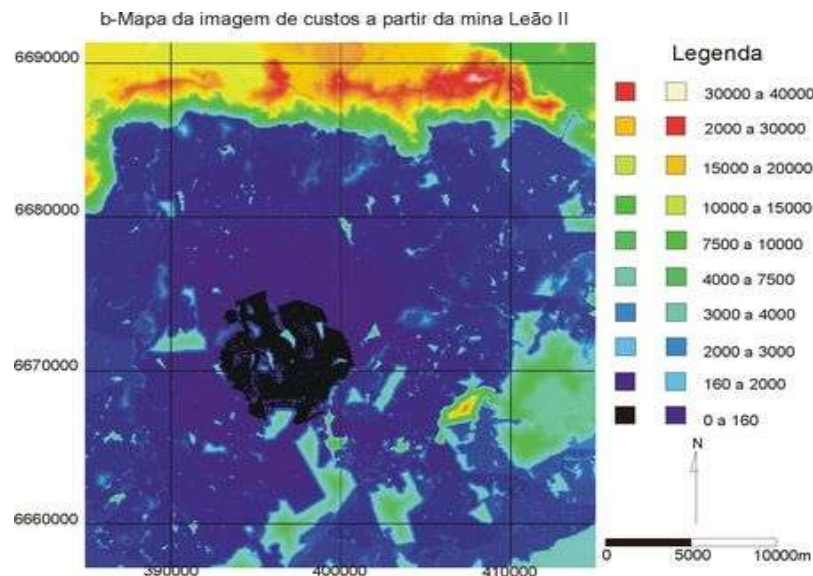 b-Mapa da imagem de custos a partir da mina Leão II
6690000
6680000
6670000
6660000
390000
400000
410000
Legenda
30000 a 40000
2000 a 30000
15000 a 20000
10000 a 15000
7500 a 10000
4000 a 7500
3000 a 4000
2000 a 3000
160 a 2000
0 a 160
N
0 5000 10000m